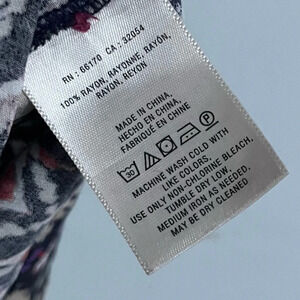 RN : 66170 CA : 32054
100% RAYON, RAYONNE, RAYON,
RAYON, REYON
MADE IN CHINA,
HECHO EN CHINA,
FABRIQUÉ EN CHINE
30
MACHINE WASH COLD WITH
LIKE COLORS,
USE ONLY NON-CHLORINE BLEACH,
TUMBLE DRY LOW,
MEDIUM IRON AS NEEDED,
MAY BE DRY CLEANED